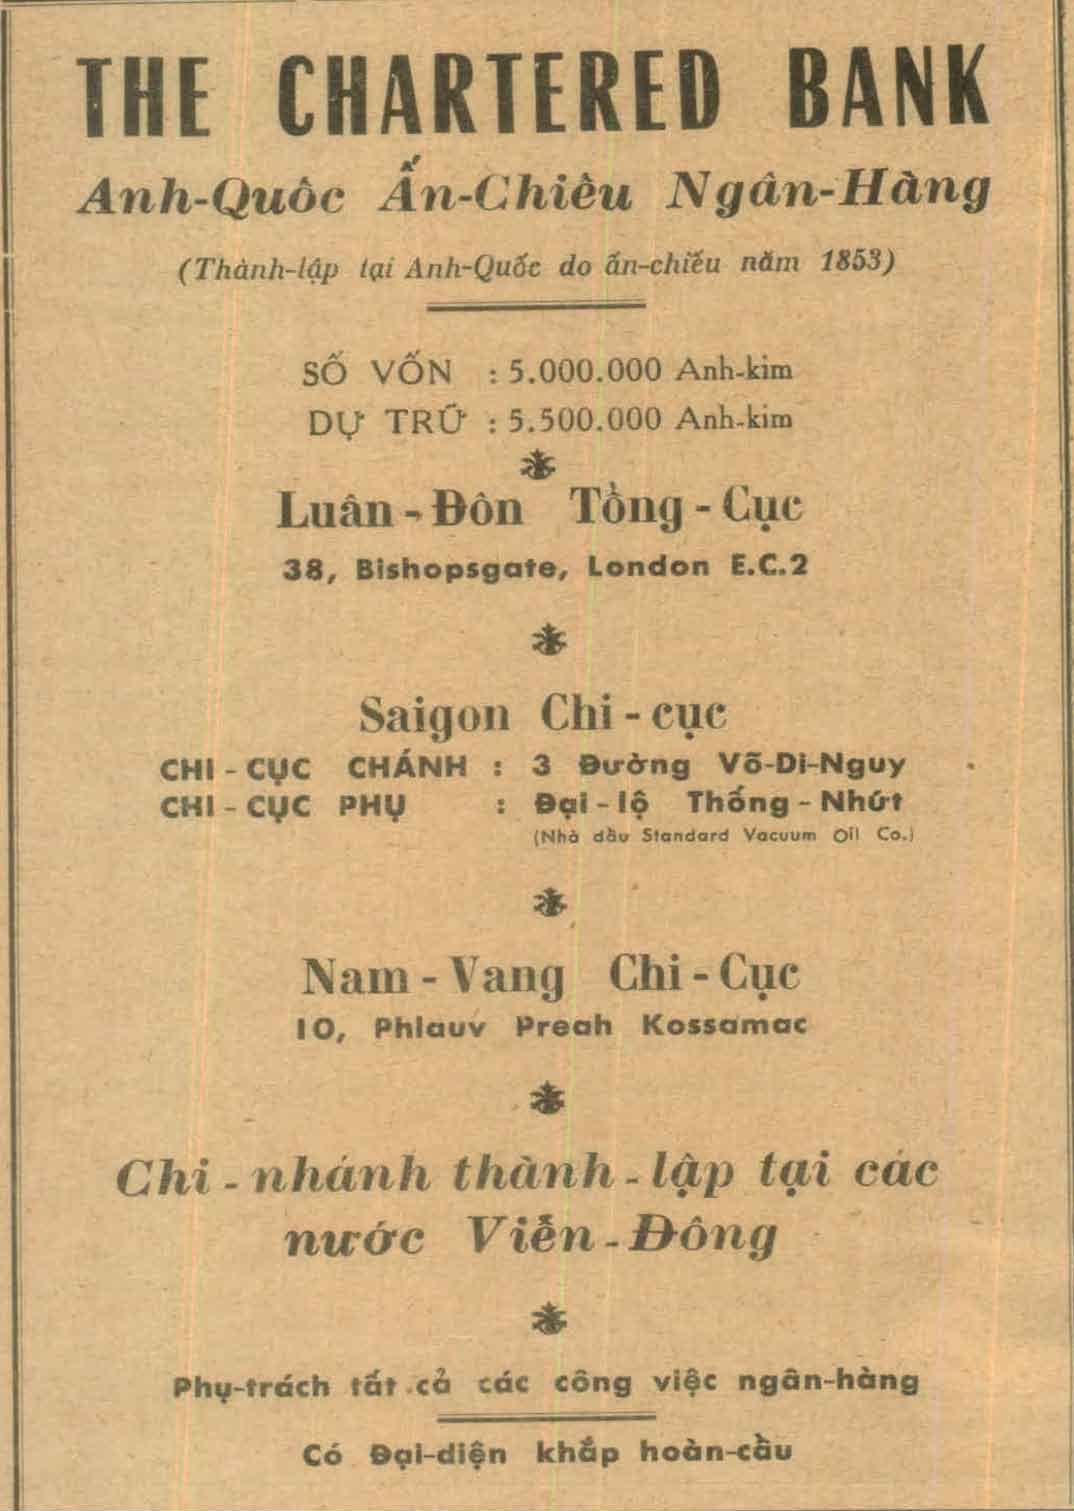 THE CHARTERED BANK
Anh-Quôc Ấn-Chiêu Ngân-Hàng
(Thành-lập tại Anh-Quốc do ấn-chiếu năm 1853)
SỐ VỐN : 5.000.000 Anh-kim
DỰ TRỮ : 5.500.000 Anh-kim
Luân-Đôn Tổng-Cục
38, Bishopsgate, London E.C.2
Saigon Chi-cục
CHI-CỤC CHÁNH : 3 Đường Võ-Di-Nguy
CHI-CỤC PHỤ : Đại-lộ Thống-Nhứt
(Nhà dầu Standard Vacuum Oil Co.)
Nam-Vang Chi-Cục
10, Phlauv Preah Kossamac
Chi-nhánh thành-lập tại các
nước Viễn-Đông
Phụ-trách tất cả các công việc ngân-hàng
Có Đại-diện khắp hoàn-cầu